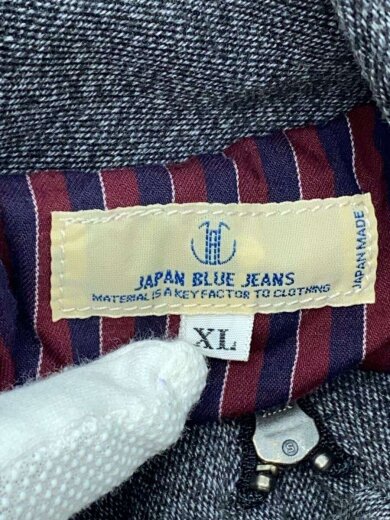 JAPAN BLUE JEANS
MATERIAL IS A KEY FACTOR TO CLOTHING
JAPAN MADE
XL